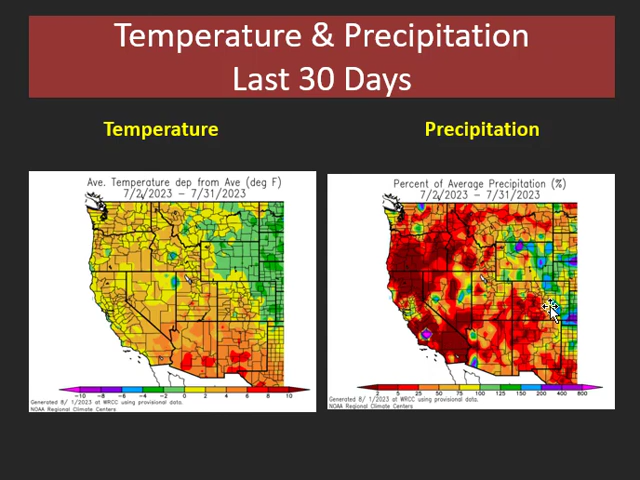 Temperature & Precipitation
Last 30 Days
Temperature
Precipitation
Ave. Temperature dep from Ave (deg F)
7/2/2023 – 7/31/2023
-10 -8 -6 -4 -2 0 2 4 6 8 10
Generated 8/ 1/2023 at WRCC using provisional data.
NOAA Regional Climate Centers
Percent of Average Precipitation (%)
7/2/2023 – 7/31/2023
2 5 25 50 75 100 125 150 200 400 800
Generated 8/ 1/2023 at WRCC using provisional data.
NOAA Regional Climate Centers